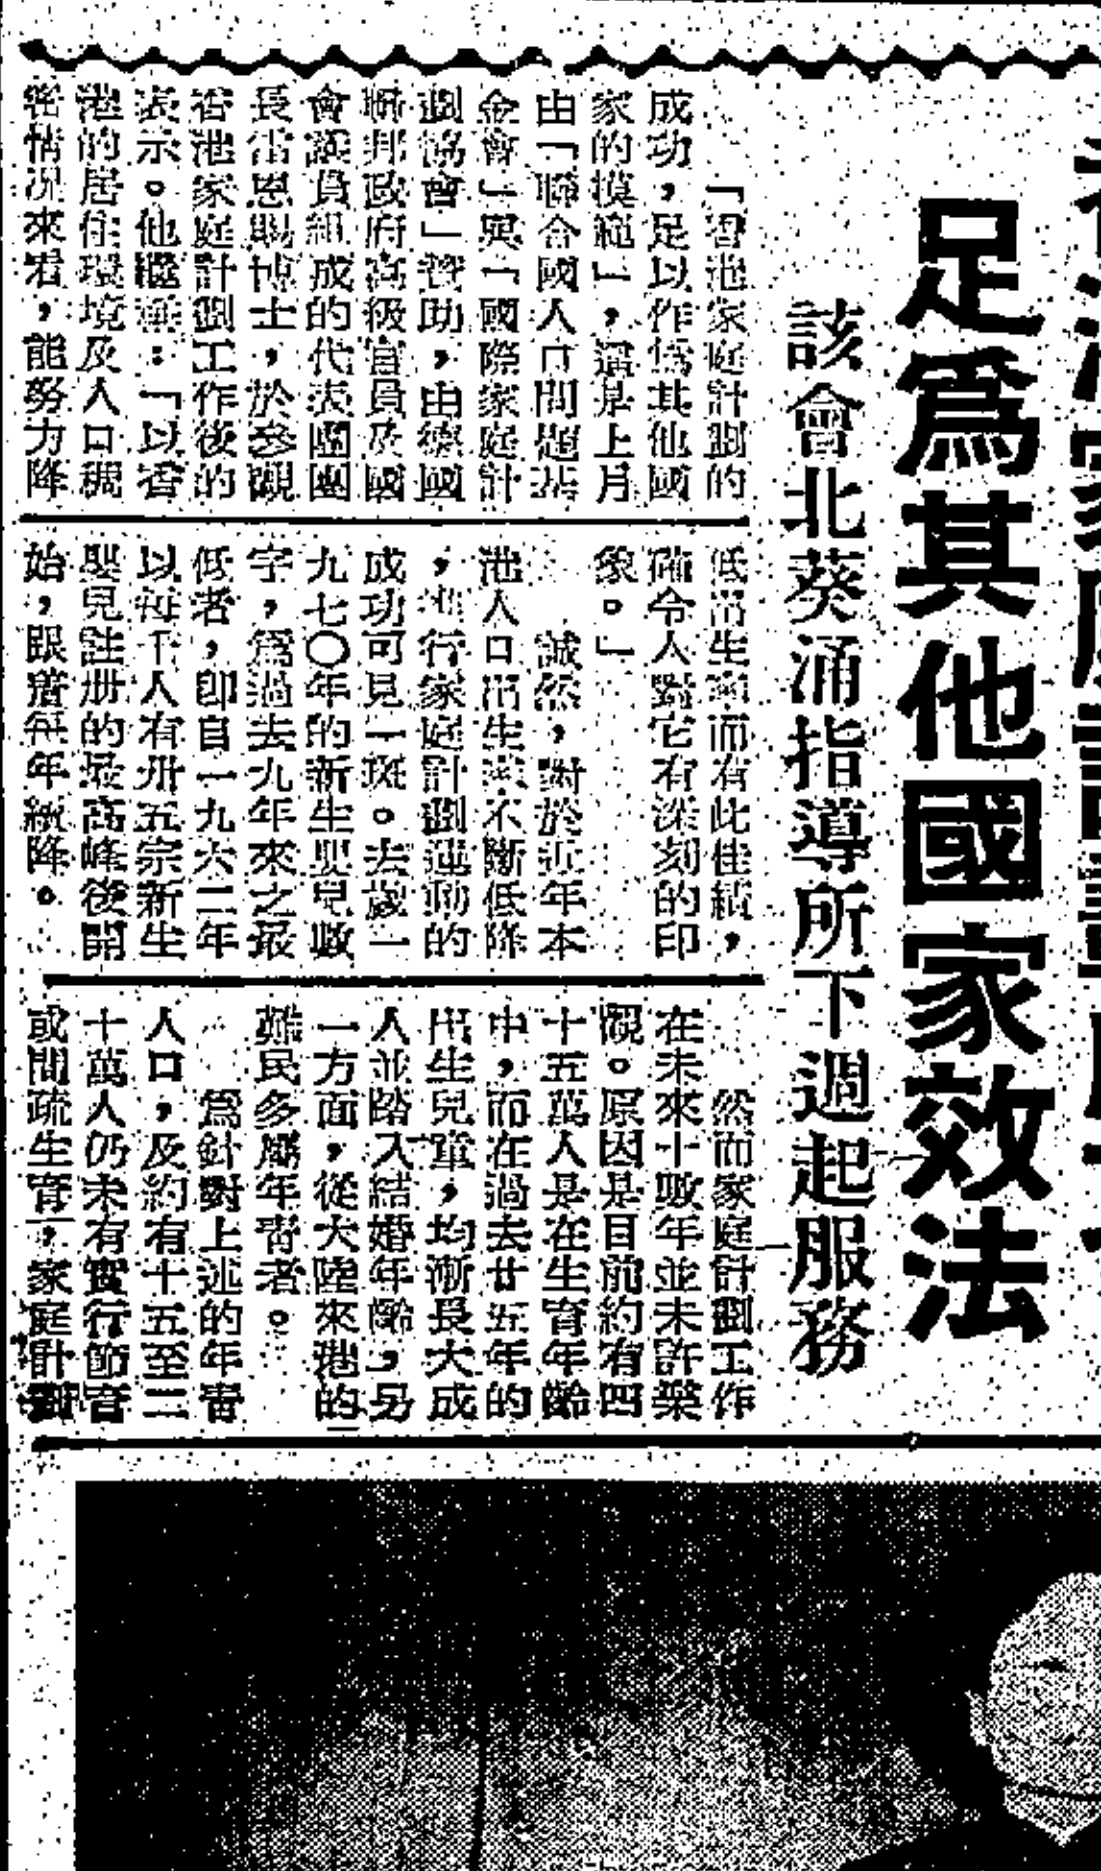 足爲其他國家效法
該會北葵涌指導所下週起服務
「香港家庭計劃的
成功，足以作爲其他國
家的模範」，這是上月
由「聯合國人口問題基
金會」與「國際家庭計
劃協會」資助，由德國
聯邦政府高級官員及國
會議員組成的代表團團
長雷恩賜博士，於參觀
香港家庭計劃工作後的
表示。他繼稱：「以香
港的居住環境及人口稠
密情况來看，能努力降
低出生率而有此佳績，
確令人對它有深刻的印
象。」
誠然，對於近年本
港人口出生率不斷低降
，推行家庭計劃運動的
成功可見一斑。去歲一
九七〇年的新生嬰兒數
字，爲過去九年來之最
低者，卽自一九六二年
以每千人有卅五宗新生
嬰兒註册的最高峰後開
始，跟着每年續降。
然而家庭計劃工作
在未來十數年並未許樂
觀。原因是目前約有四
十五萬人是在生育年齡
中，而在過去廿五年的
出生兒童，均漸長大成
人並踏入結婚年齡，另
一方面，從大陸來港的
難民多屬年青者。
爲針對上述的年青
人口，及約有十五至二
十萬人仍未有實行節育
或間疏生育，家庭計劃